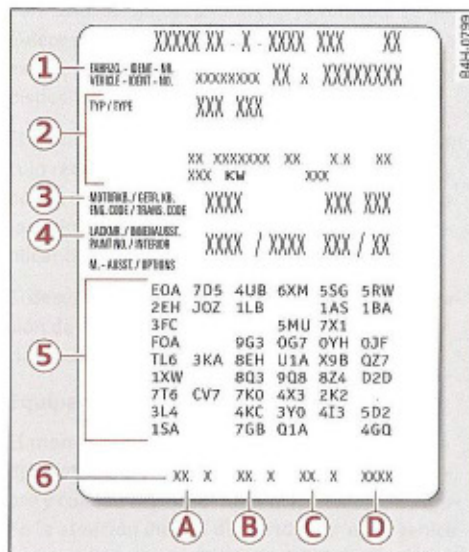 XXXXX XX - X - XXXX XXX XX
84H-0799
1 FAHRZG. - IDENT - NR.
VEHICLE - IDENT - NO. XXXXXXXX XX X XXXXXXXX
2 TYP / TYPE XXX XXX
XX XXXXXXX XX X.X XX
XXX KW XXX
3 MOTORKB. / GETR. KB.
ENG. CODE / TRANS. CODE XXXX XXX XXX
4 LACKNR. / INNENAUSST.
PAINT NO. / INTERIOR XXXX / XXXX XXX / XX
M. - AUSST. / OPTIONS
5
EOA 7D5 4UB 6XM 5SG 5RW
2EH JOZ 1LB 1AS 1BA
3FC 5MU 7X1
FOA 9G3 0G7 0YH 0JF
TL6 3KA 8EH U1A X9B QZ7
1XW 8Q3 9Q8 8Z4 D2D
7T6 CV7 7K0 4X3 2K2 .
3L4 4KC 3Y0 4I3 5D2
1SA 7GB Q1A 4GQ
6 XX. X XX. X XX. X XXXX
A B C D